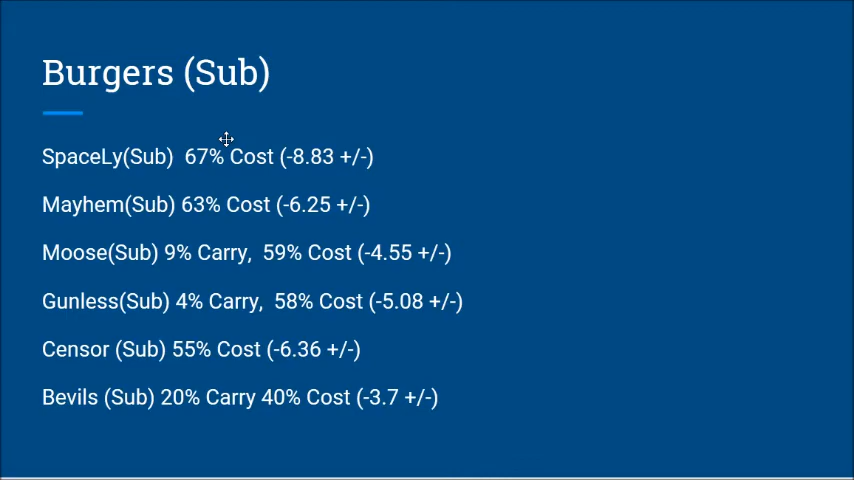 Burgers (Sub)
SpaceLy(Sub)  67% Cost (-8.83 +/-)
Mayhem(Sub) 63% Cost (-6.25 +/-)
Moose(Sub) 9% Carry,  59% Cost (-4.55 +/-)
Gunless(Sub) 4% Carry,  58% Cost (-5.08 +/-)
Censor (Sub) 55% Cost (-6.36 +/-)
Bevils (Sub) 20% Carry 40% Cost (-3.7 +/-)